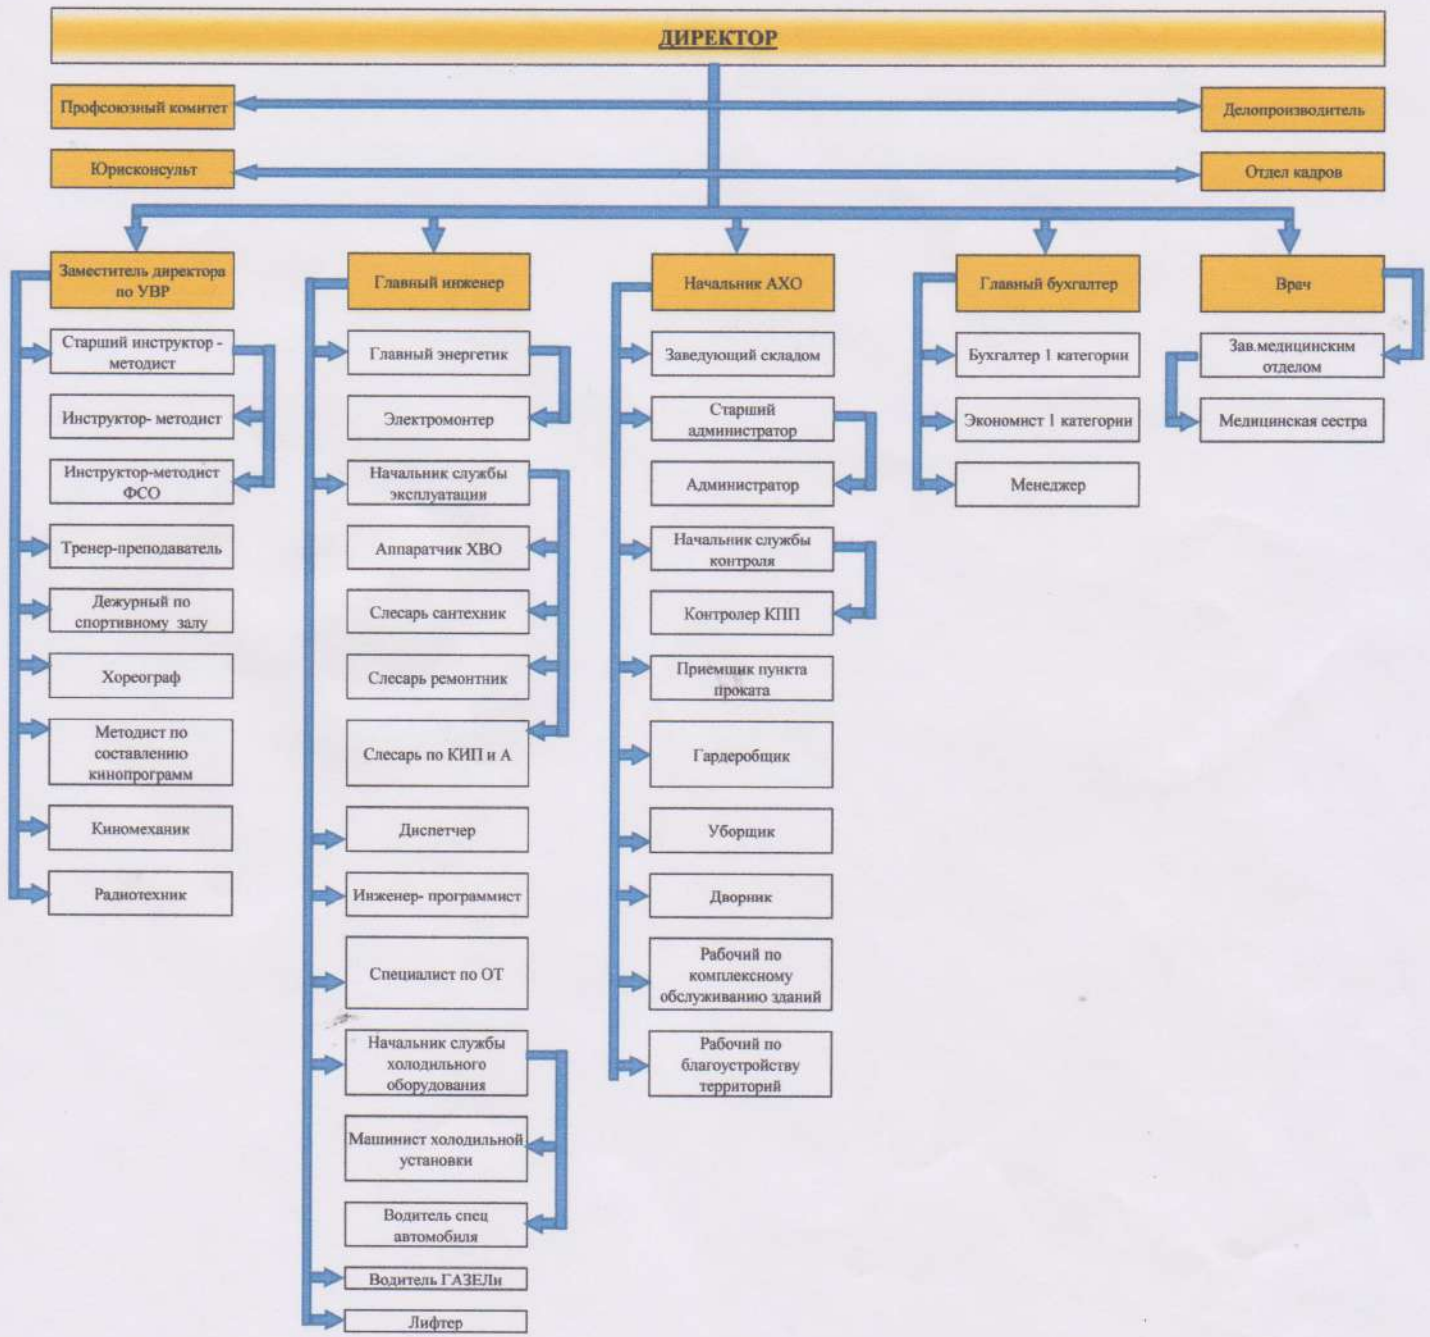 ДИРЕКТОР
Профсоюзный комитет
Делопроизводитель
Юрисконсульт
Отдел кадров
Заместитель директора
по УВР
Старший инструктор -
методист
Инструктор- методист
Инструктор-методист
ФСО
Тренер-преподаватель
Дежурный по
спортивному залу
Хореограф
Методист по
составлению
кинопрограмм
Киномеханик
Радиотехник
Главный инженер
Главный энергетик
Электромонтер
Начальник службы
эксплуатации
Аппаратчик ХВО
Слесарь сантехник
Слесарь ремонтник
Слесарь по КИП и А
Диспетчер
Инженер- программист
Специалист по ОТ
Начальник службы
холодильного
оборудования
Машинист холодильной
установки
Водитель спец
автомобиля
Водитель ГАЗЕЛи
Лифтер
Начальник АХО
Заведующий складом
Старший
администратор
Администратор
Начальник службы
контроля
Контролер КПП
Приемщик пункта
проката
Гардеробщик
Уборщик
Дворник
Рабочий по
комплексному
обслуживанию зданий
Рабочий по
благоустройству
территорий
Главный бухгалтер
Бухгалтер 1 категории
Экономист 1 категории
Менеджер
Врач
Зав.медицинским
отделом
Медицинская сестра